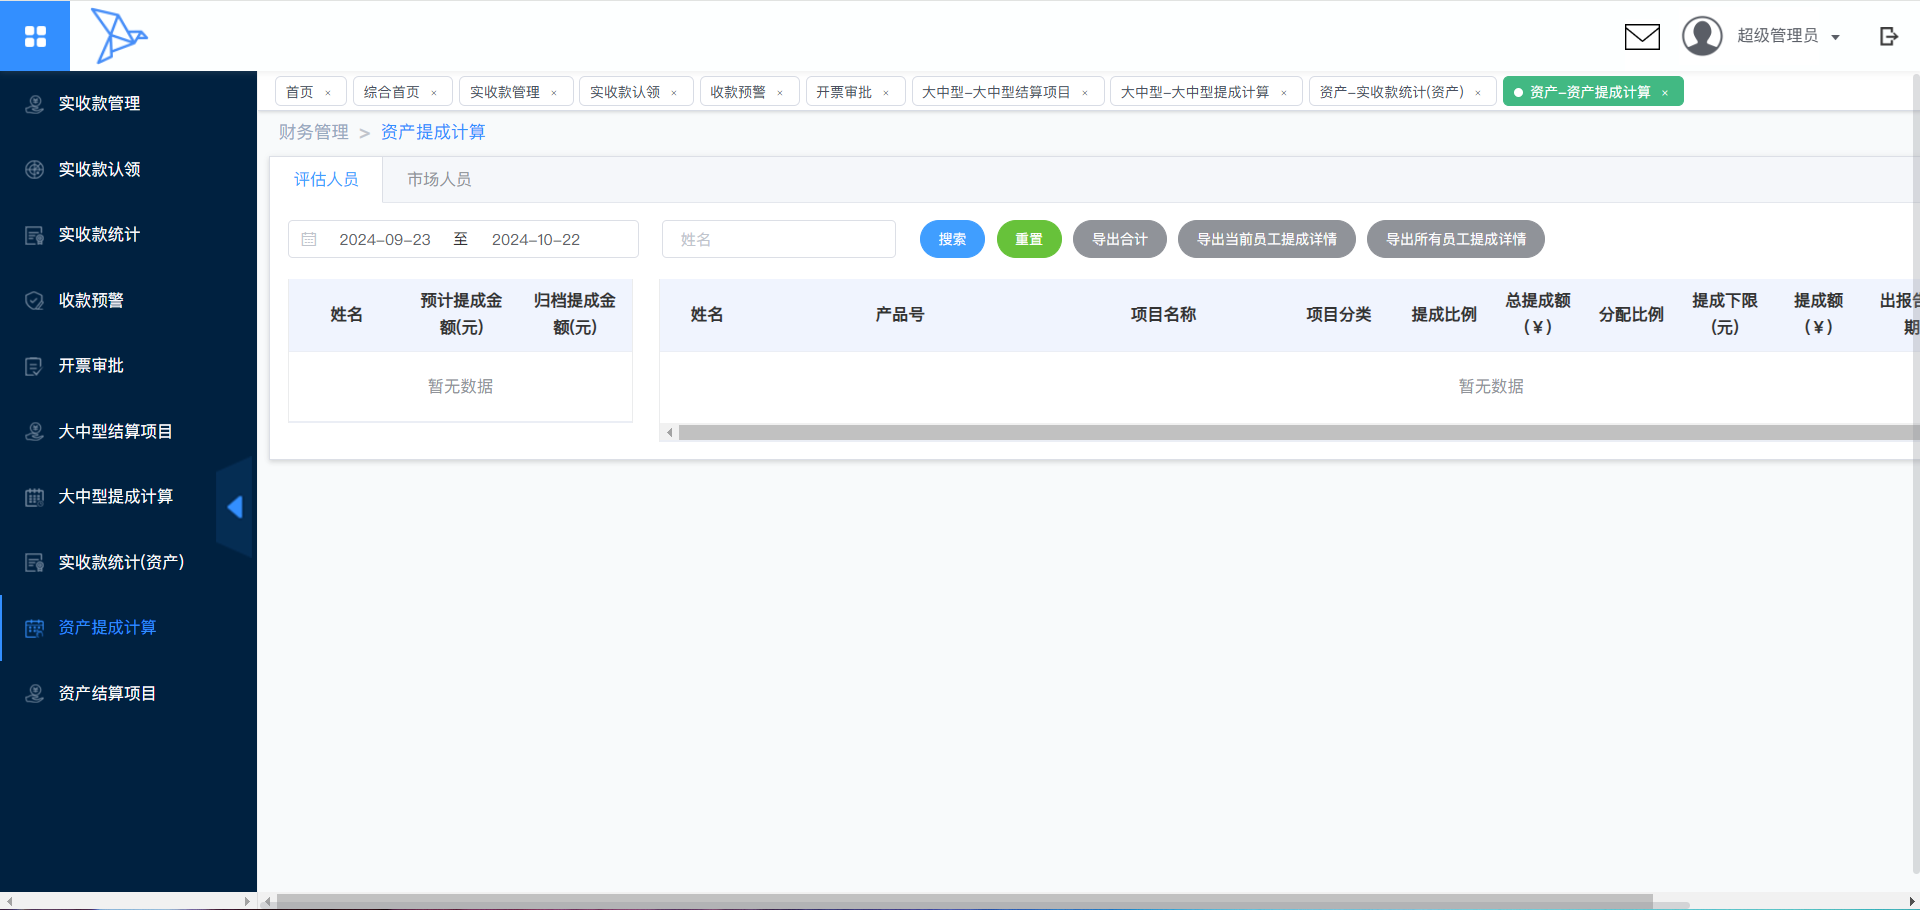 超级管理员
首页 × 综合首页 × 实收款管理 × 实收款认领 × 收款预警 × 开票审批 × 大中型-大中型结算项目 × 大中型-大中型提成计算 × 资产-实收款统计(资产) × 资产-资产提成计算 ×
实收款管理
实收款认领
实收款统计
收款预警
开票审批
大中型结算项目
大中型提成计算
实收款统计(资产)
资产提成计算
资产结算项目
财务管理 > 资产提成计算
评估人员 市场人员
2024-09-23 至 2024-10-22 姓名 搜索 重置 导出合计 导出当前员工提成详情 导出所有员工提成详情
姓名 预计提成金额(元) 归档提成金额(元)
暂无数据
姓名 产品号 项目名称 项目分类 提成比例 总提成额(¥) 分配比例 提成下限(元) 提成额(¥) 出报告期
暂无数据